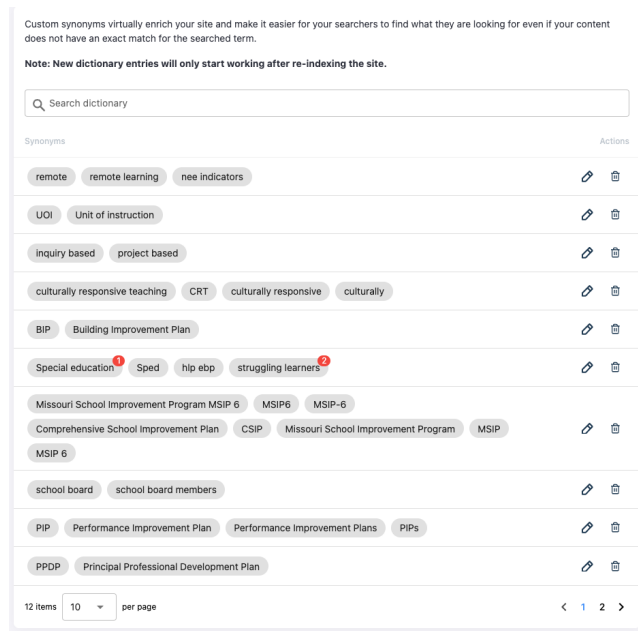 Custom synonyms virtually enrich your site and make it easier for your searchers to find what they are looking for even if your content
does not have an exact match for the searched term.
Note: New dictionary entries will only start working after re-indexing the site.
Search dictionary
Synonyms Actions
remote remote learning nee indicators
UOI Unit of instruction
inquiry based project based
culturally responsive teaching CRT culturally responsive culturally
BIP Building Improvement Plan
Special education 1 Sped hlp ebp struggling learners 2
Missouri School Improvement Program MSIP 6 MSIP6 MSIP-6
Comprehensive School Improvement Plan CSIP Missouri School Improvement Program MSIP
MSIP 6
school board school board members
PIP Performance Improvement Plan Performance Improvement Plans PIPs
PPDP Principal Professional Development Plan
12 items 10 per page 1 2